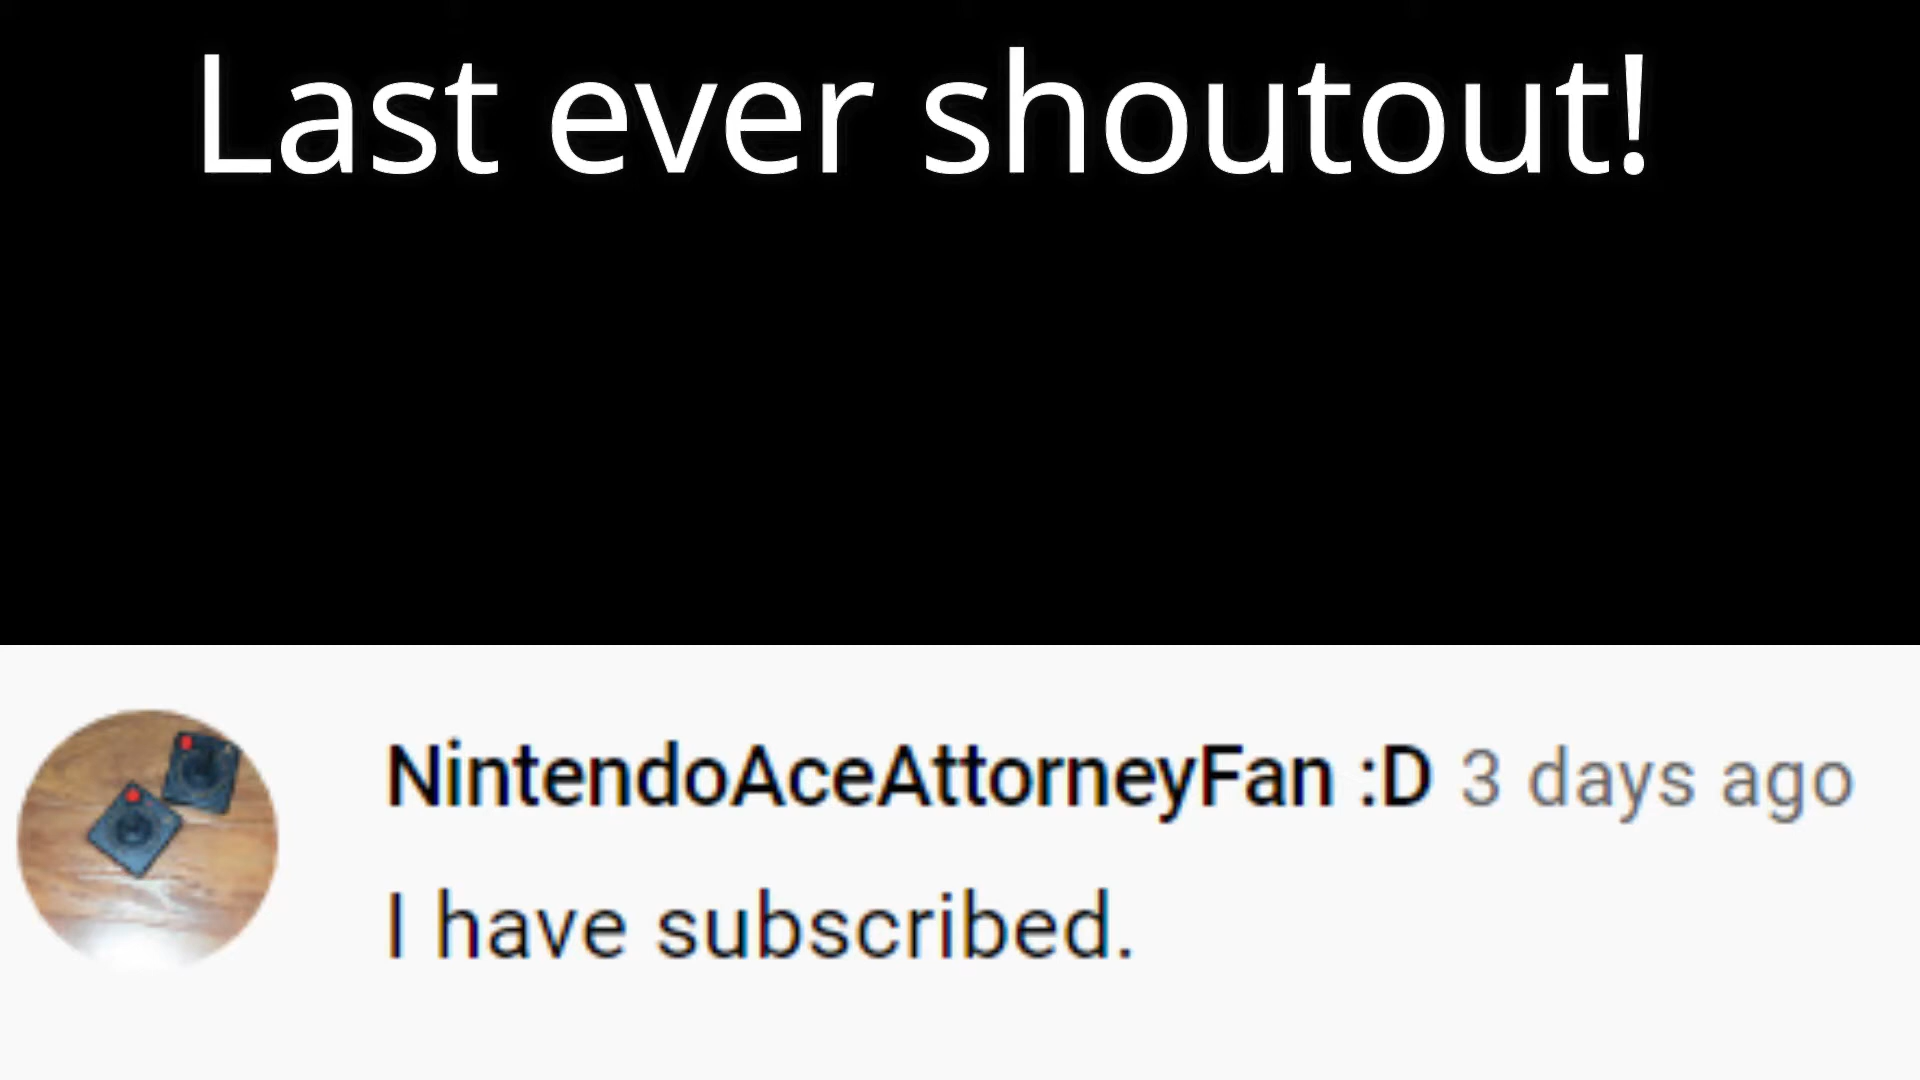 Last ever shoutout!
NintendoAceAttorneyFan :D 3 days ago
I have subscribed.